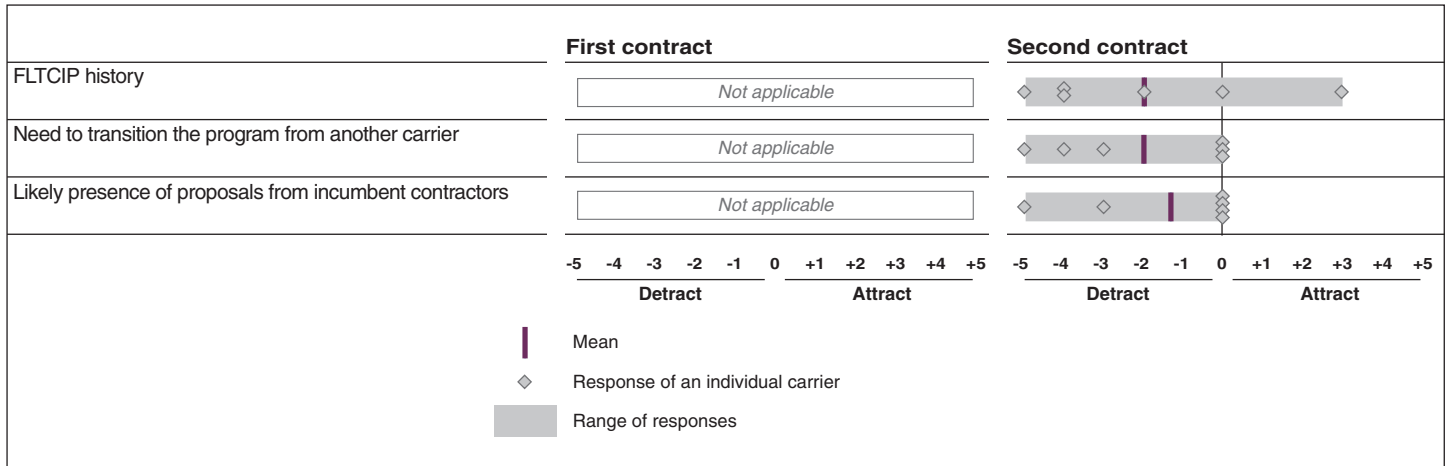 First contract Second contract
FLTCIP history Not applicable
Need to transition the program from another carrier Not applicable
Likely presence of proposals from incumbent contractors Not applicable
-5 -4 -3 -2 -1 0 +1 +2 +3 +4 +5 -5 -4 -3 -2 -1 0 +1 +2 +3 +4 +5
Detract Attract Detract Attract
Mean
Response of an individual carrier
Range of responses